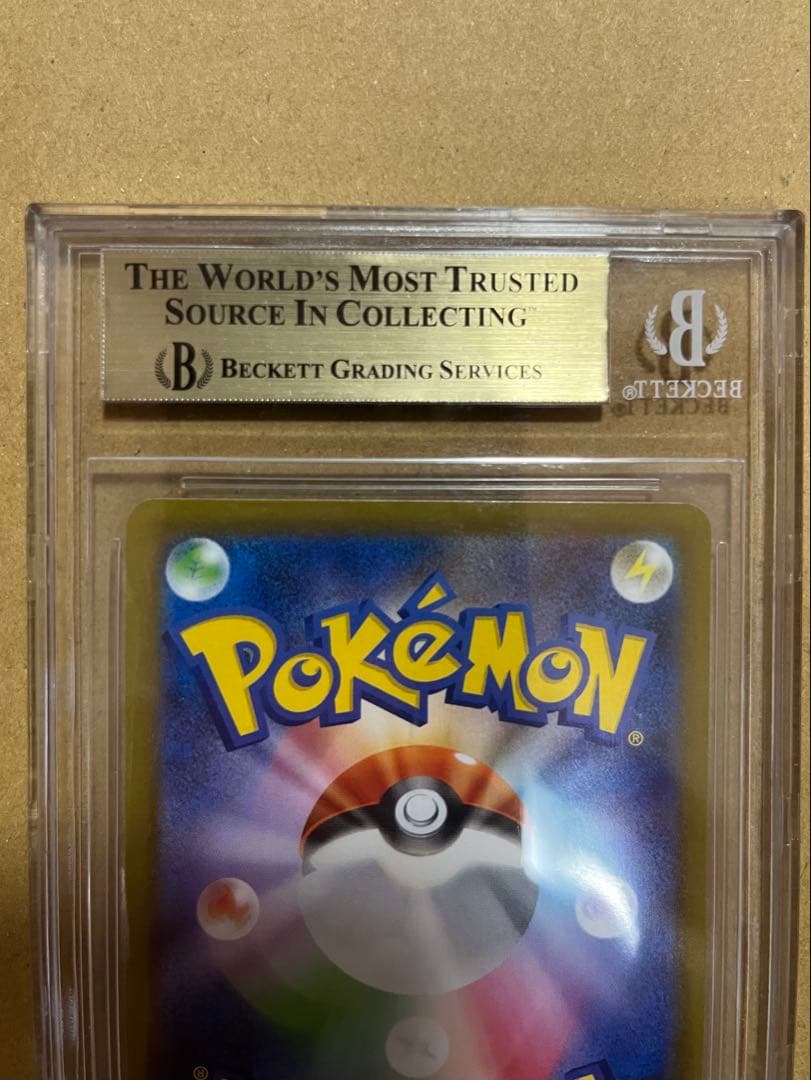 THE WORLD'S MOST TRUSTED
SOURCE IN COLLECTING™
B BECKETT GRADING SERVICES
B
BECKETT®
POKéMON
®
®